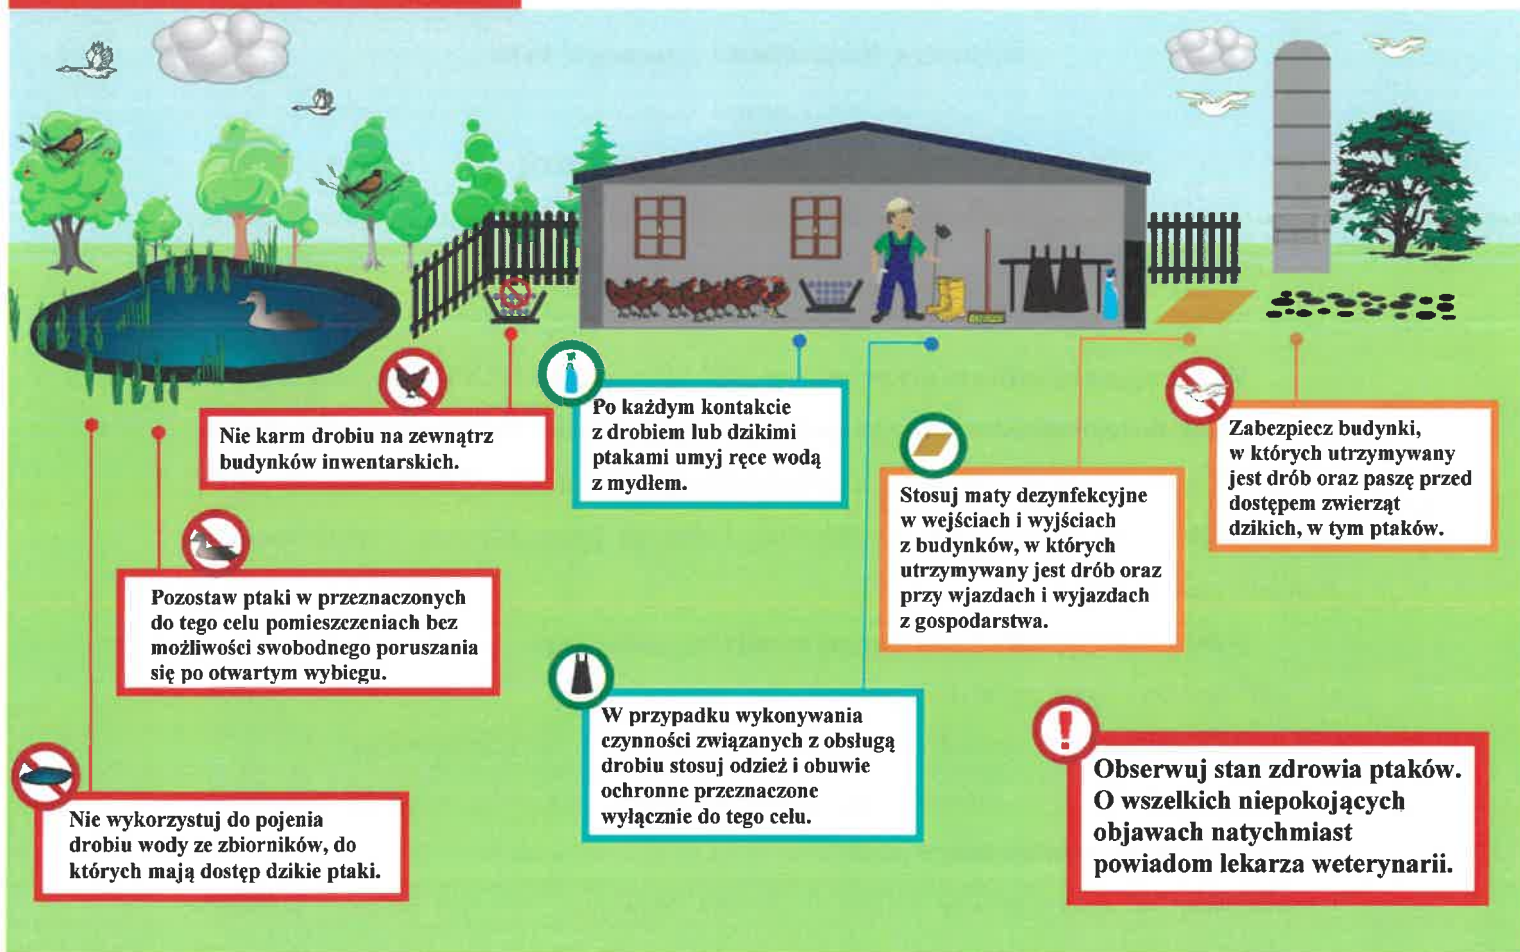 Nie karm drobiu na zewnątrz
budynków inwentarskich.
Po każdym kontakcie
z drobiem lub dzikimi
ptakami umyj ręce wodą
z mydłem.
Stosuj maty dezynfekcyjne
w wejściach i wyjściach
z budynków, w których
utrzymywany jest drób oraz
przy wjazdach i wyjazdach
z gospodarstwa.
Zabezpiecz budynki,
w których utrzymywany
jest drób oraz paszę przed
dostępem zwierząt
dzikich, w tym ptaków.
Pozostaw ptaki w przeznaczonych
do tego celu pomieszczeniach bez
możliwości swobodnego poruszania
się po otwartym wybiegu.
W przypadku wykonywania
czynności związanych z obsługą
drobiu stosuj odzież i obuwie
ochronne przeznaczone
wyłącznie do tego celu.
Nie wykorzystuj do pojenia
drobiu wody ze zbiorników, do
których mają dostęp dzikie ptaki.
!
Obserwuj stan zdrowia ptaków.
O wszelkich niepokojących
objawach natychmiast
powiadom lekarza weterynarii.